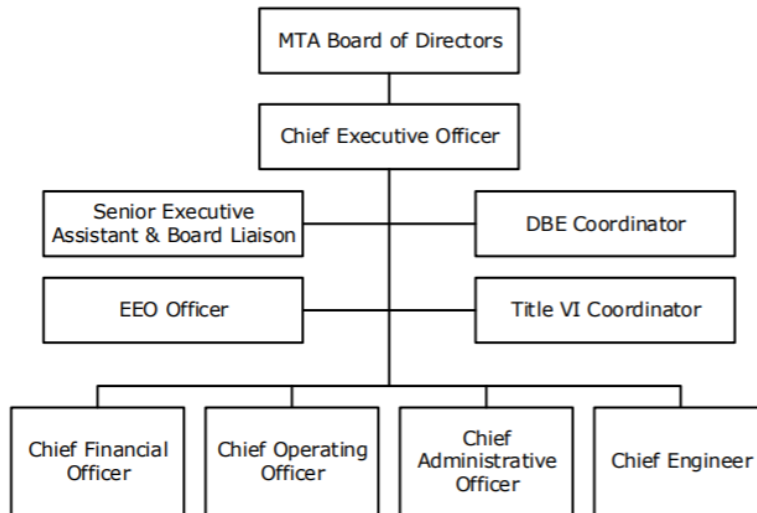 MTA Board of Directors
Chief Executive Officer
Senior Executive
Assistant & Board Liaison
DBE Coordinator
EEO Officer
Title VI Coordinator
Chief Financial
Officer
Chief Operating
Officer
Chief
Administrative
Officer
Chief Engineer